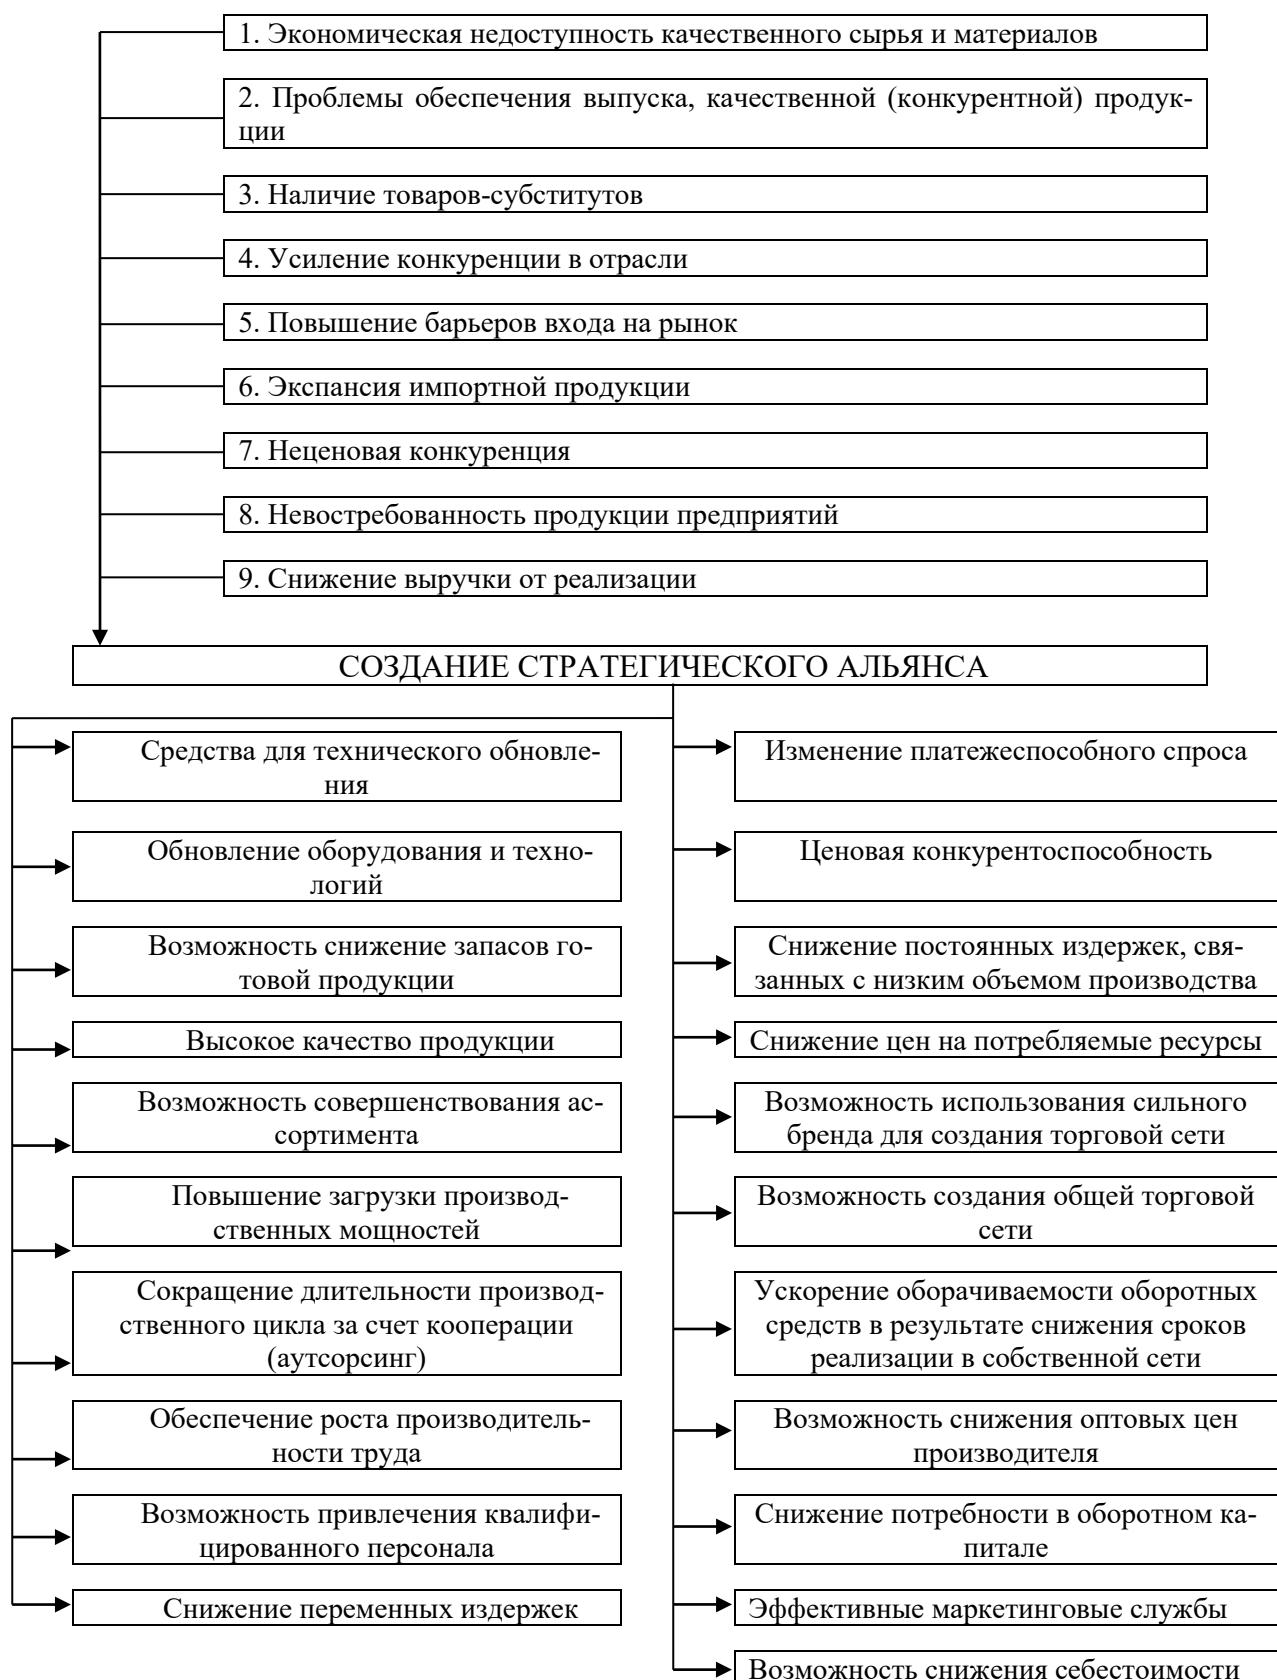 1. Экономическая недоступность качественного сырья и материалов
2. Проблемы обеспечения выпуска, качественной (конкурентной) продук-
ции
3. Наличие товаров-субститутов
4. Усиление конкуренции в отрасли
5. Повышение барьеров входа на рынок
6. Экспансия импортной продукции
7. Неценовая конкуренция
8. Невостребованность продукции предприятий
9. Снижение выручки от реализации
СОЗДАНИЕ СТРАТЕГИЧЕСКОГО АЛЬЯНСА
Средства для технического обновле-
ния
Обновление оборудования и техно-
логий
Возможность снижение запасов го-
товой продукции
Высокое качество продукции
Возможность совершенствования ас-
сортимента
Повышение загрузки производ-
ственных мощностей
Сокращение длительности производ-
ственного цикла за счет кооперации
(аутсорсинг)
Обеспечение роста производитель-
ности труда
Возможность привлечения квалифи-
цированного персонала
Снижение переменных издержек
Изменение платежеспособного спроса
Ценовая конкурентоспособность
Снижение постоянных издержек, свя-
занных с низким объемом производства
Снижение цен на потребляемые ресурсы
Возможность использования сильного
бренда для создания торговой сети
Возможность создания общей торговой
сети
Ускорение оборачиваемости оборотных
средств в результате снижения сроков
реализации в собственной сети
Возможность снижения оптовых цен
производителя
Снижение потребности в оборотном ка-
питале
Эффективные маркетинговые службы
Возможность снижения себестоимости